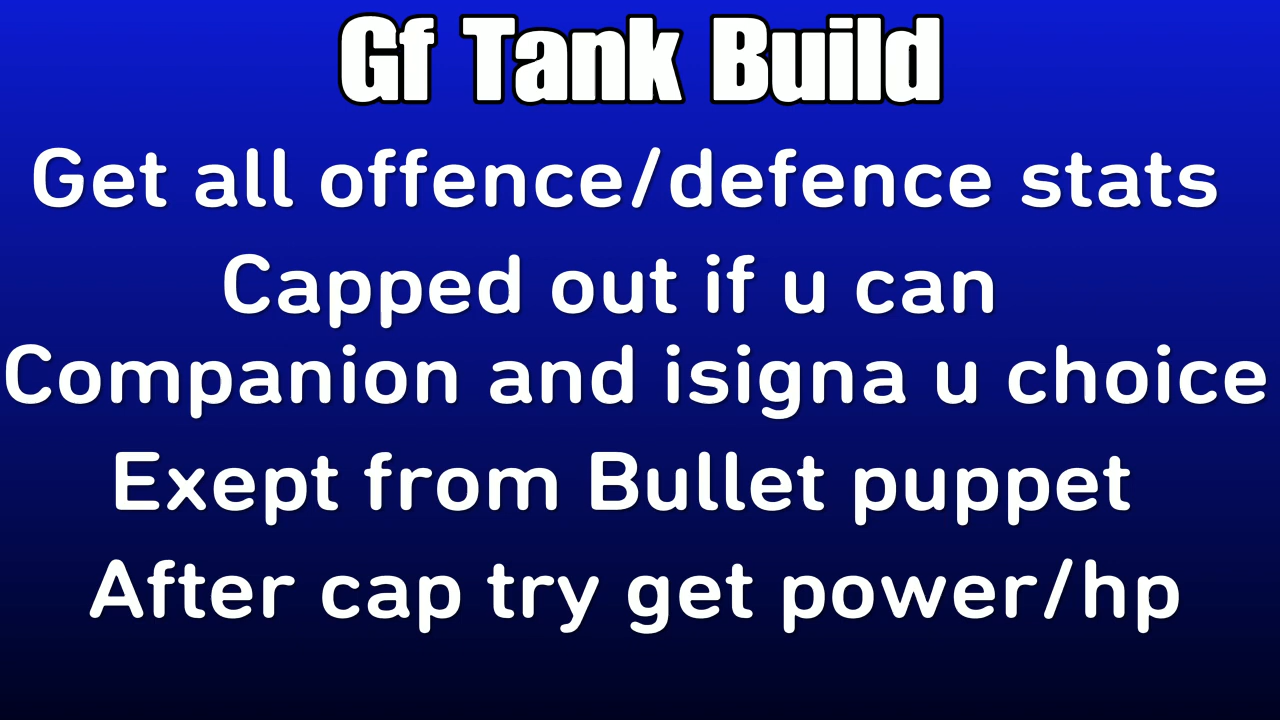 Gf Tank Build
Get all offence/defence stats
Capped out if u can
Companion and isigna u choice
Exept from Bullet puppet
After cap try get power/hp